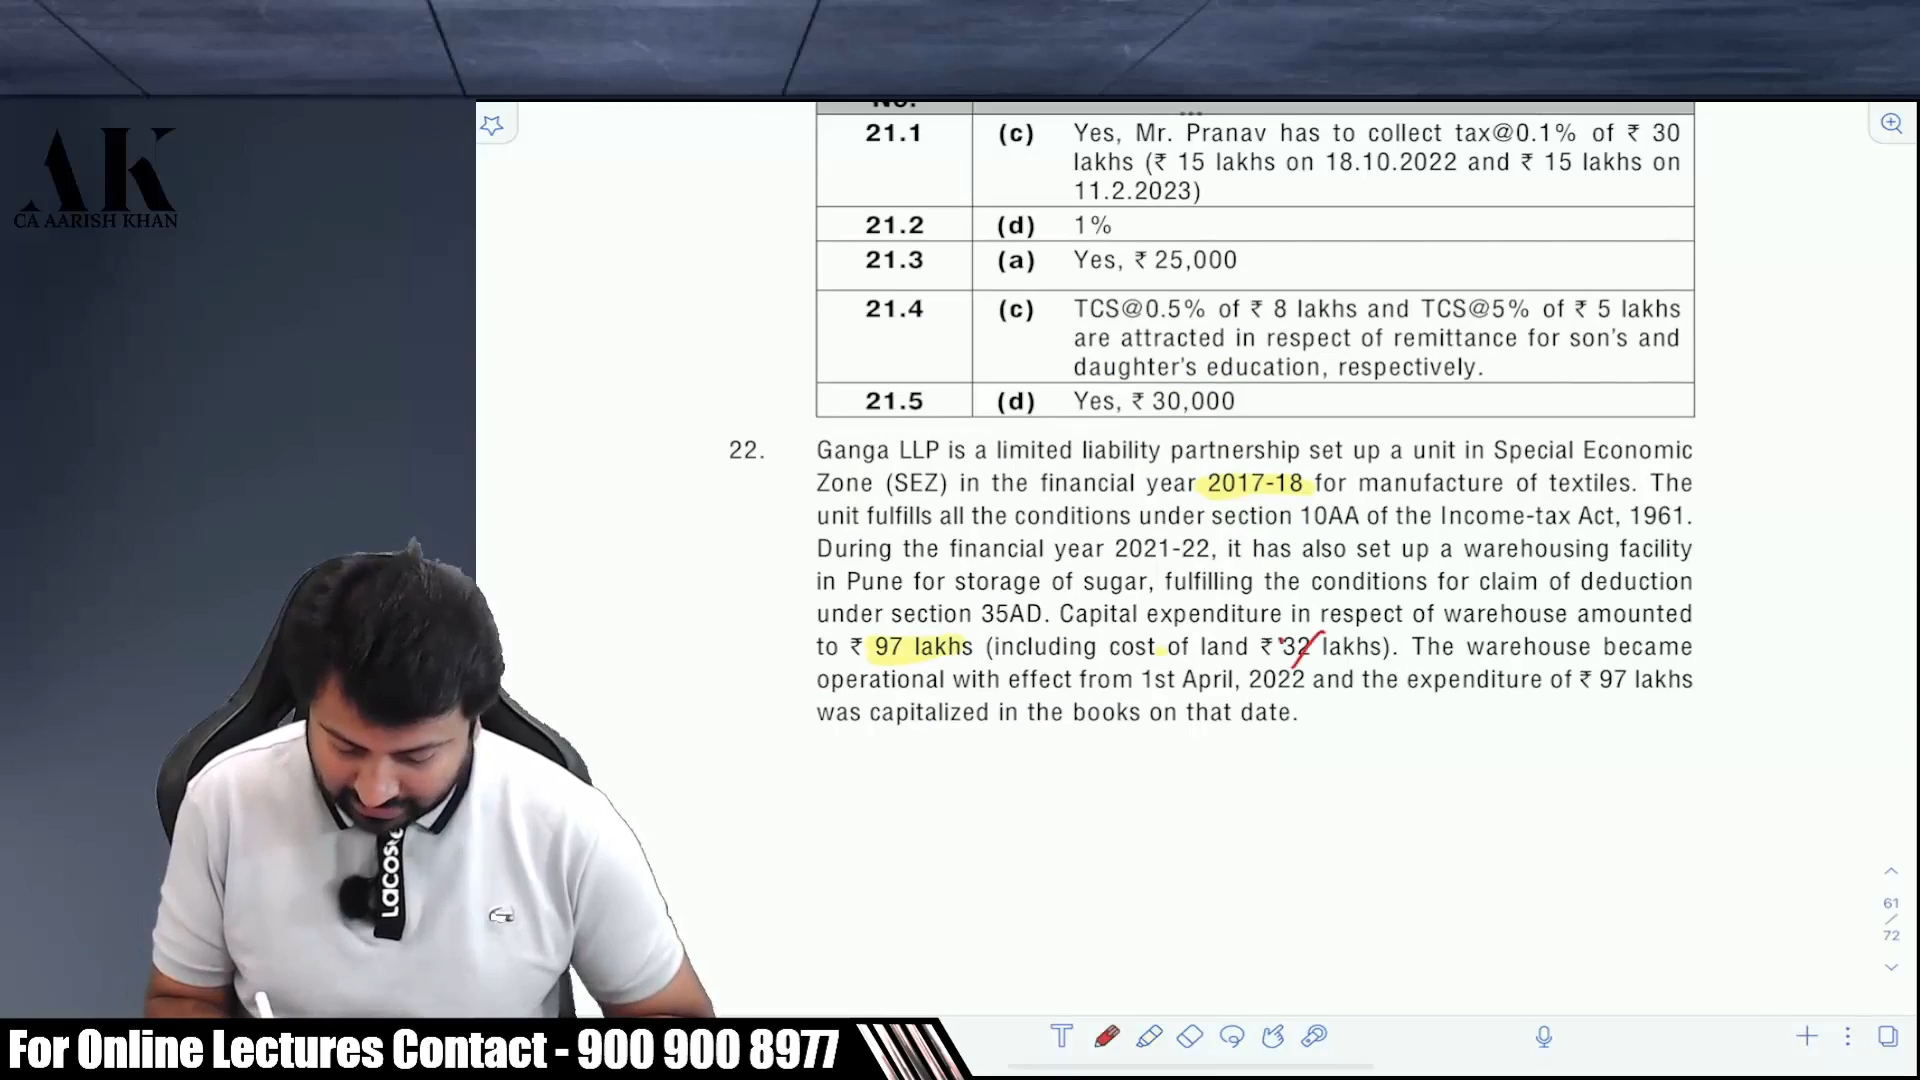 AK
CA AARISH KHAN
No.
21.1 (c) Yes, Mr. Pranav has to collect tax@0.1% of ₹ 30
lakhs (₹ 15 lakhs on 18.10.2022 and ₹ 15 lakhs on
11.2.2023)
21.2 (d) 1%
21.3 (a) Yes, ₹ 25,000
21.4 (c) TCS@0.5% of ₹ 8 lakhs and TCS@5% of ₹ 5 lakhs
are attracted in respect of remittance for son's and
daughter's education, respectively.
21.5 (d) Yes, ₹ 30,000
22. Ganga LLP is a limited liability partnership set up a unit in Special Economic
Zone (SEZ) in the financial year 2017-18 for manufacture of textiles. The
unit fulfills all the conditions under section 10AA of the Income-tax Act, 1961.
During the financial year 2021-22, it has also set up a warehousing facility
in Pune for storage of sugar, fulfilling the conditions for claim of deduction
under section 35AD. Capital expenditure in respect of warehouse amounted
to ₹ 97 lakhs (including cost of land ₹ 32 lakhs). The warehouse became
operational with effect from 1st April, 2022 and the expenditure of ₹ 97 lakhs
was capitalized in the books on that date.
61
/
72
For Online Lectures Contact - 900 900 8977